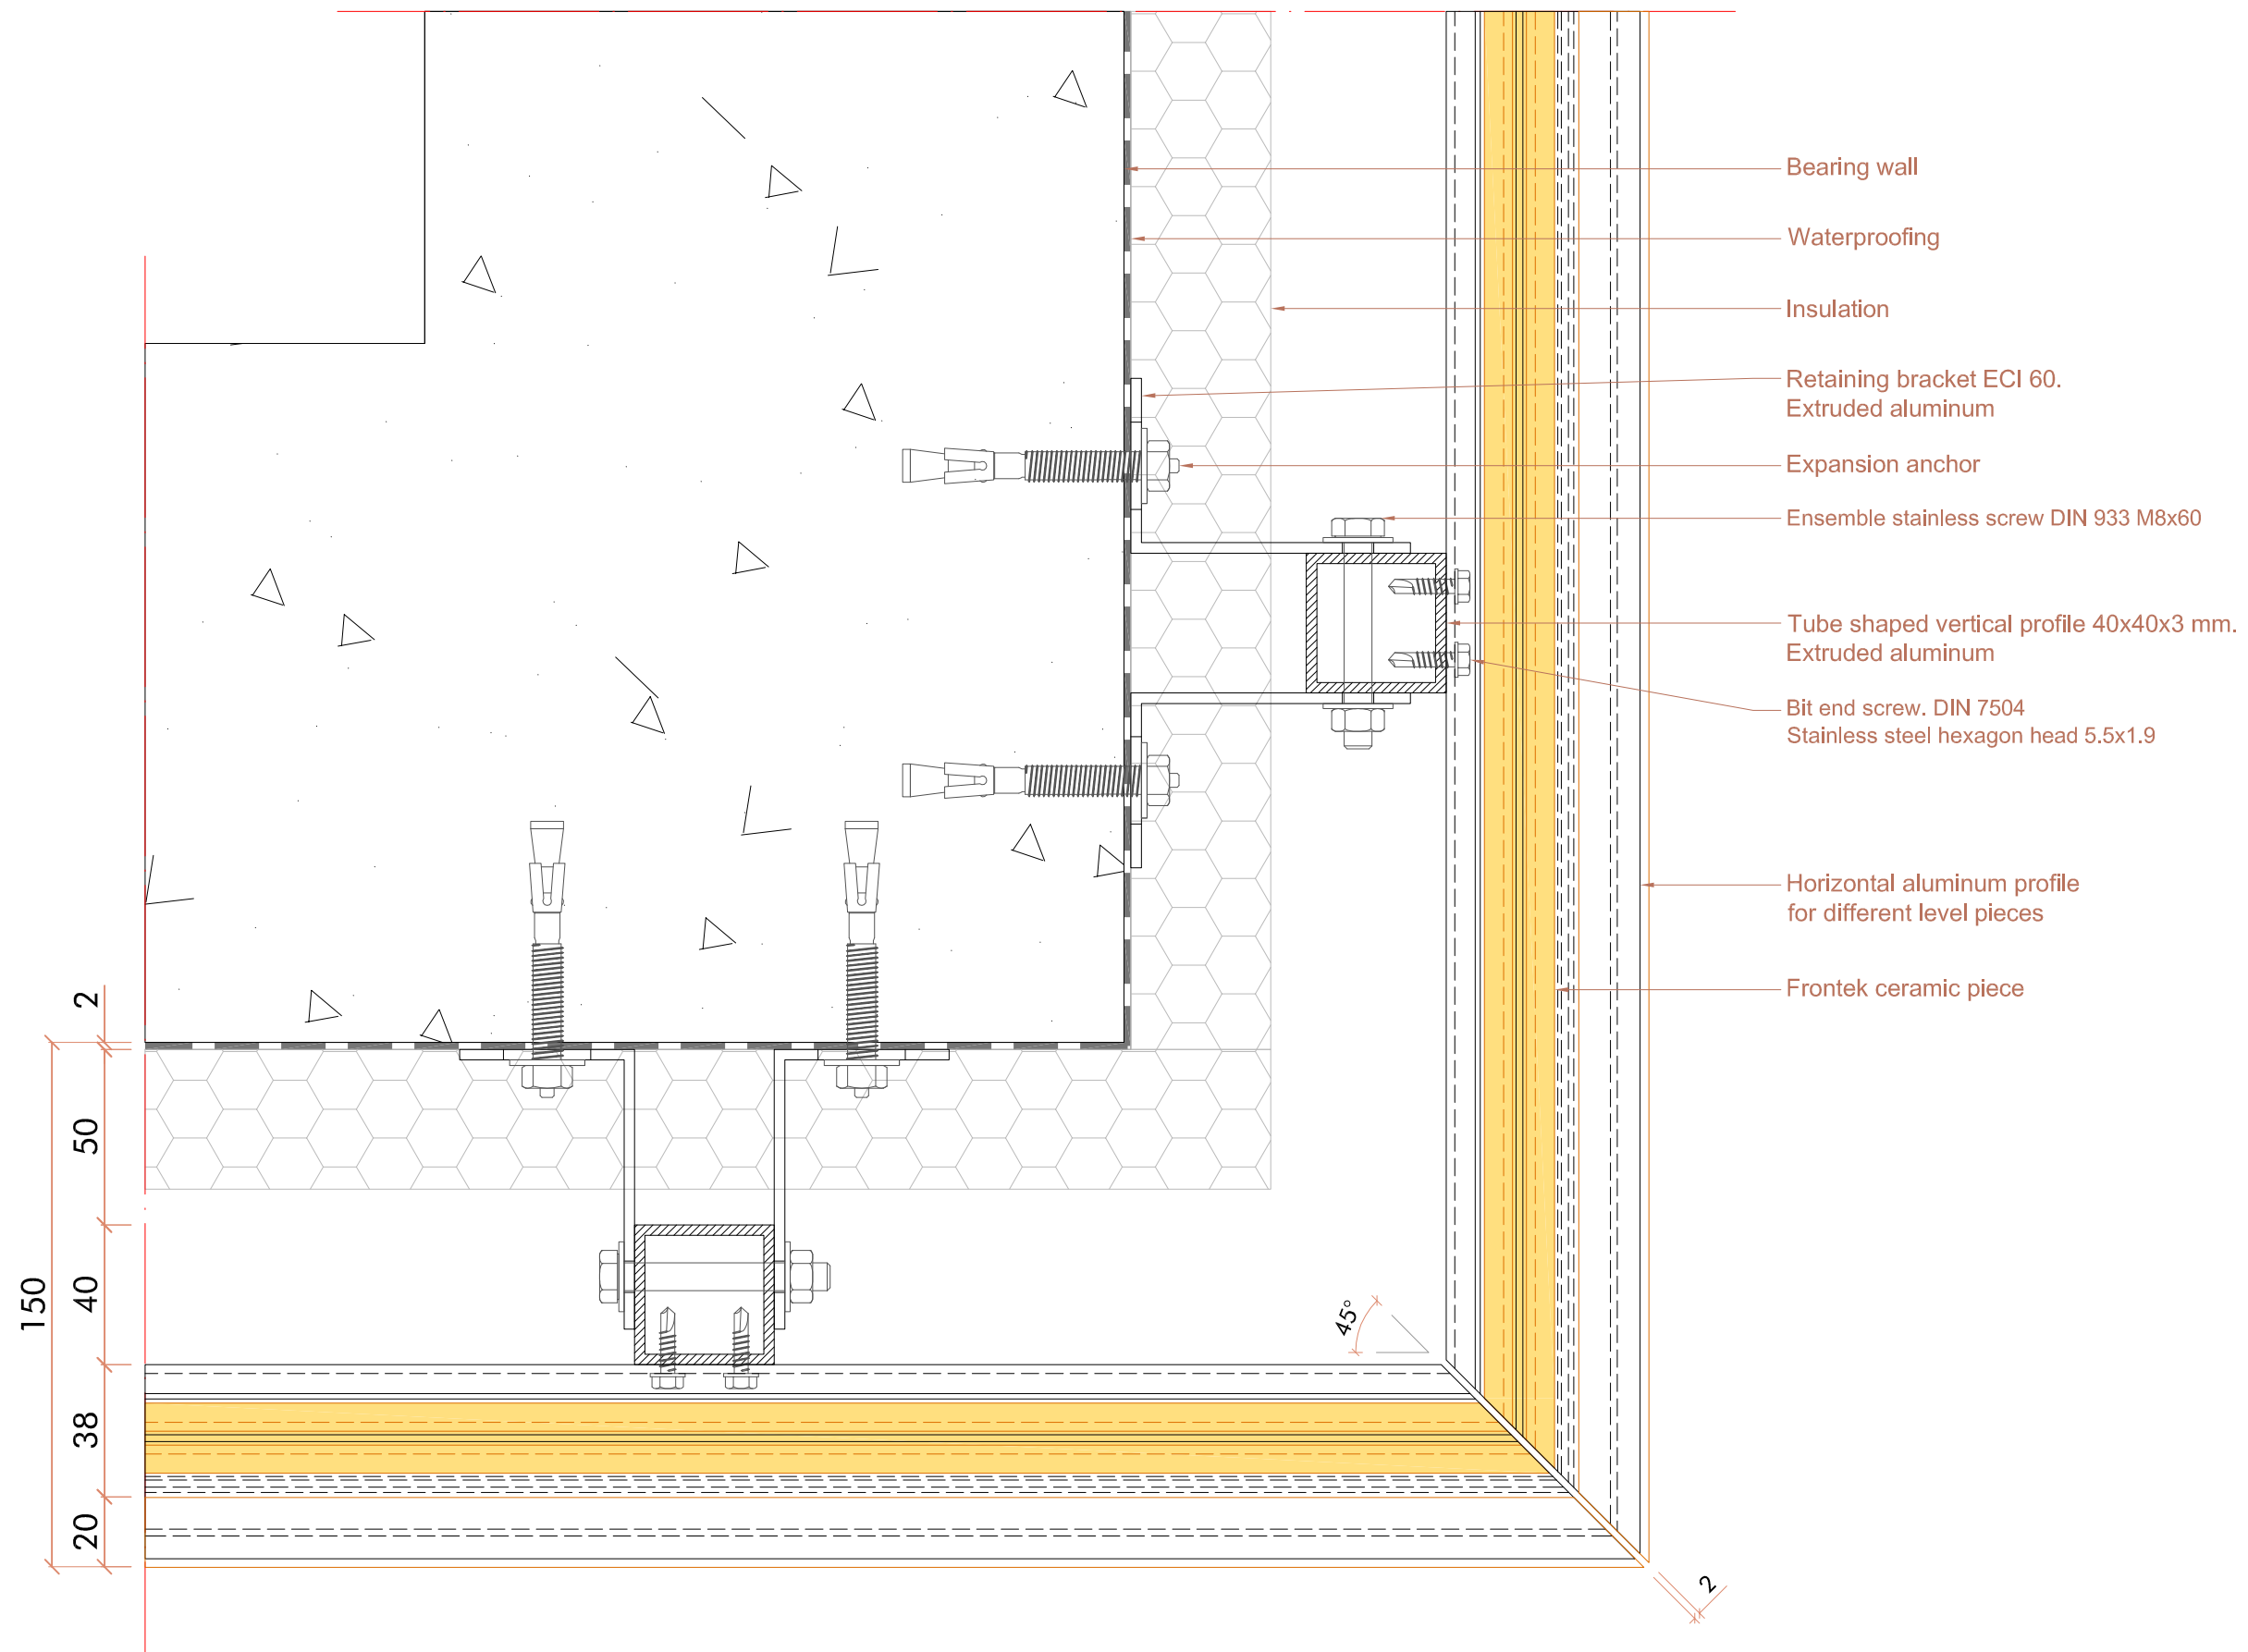 Bearing wall
Waterproofing
Insulation
Retaining bracket ECI 60.
Extruded aluminum
Expansion anchor
Ensemble stainless screw DIN 933 M8x60
Tube shaped vertical profile 40x40x3 mm.
Extruded aluminum
Bit end screw. DIN 7504
Stainless steel hexagon head 5.5x1.9
Horizontal aluminum profile
for different level pieces
Frontek ceramic piece
2
50
40
150
38
20
45°
2